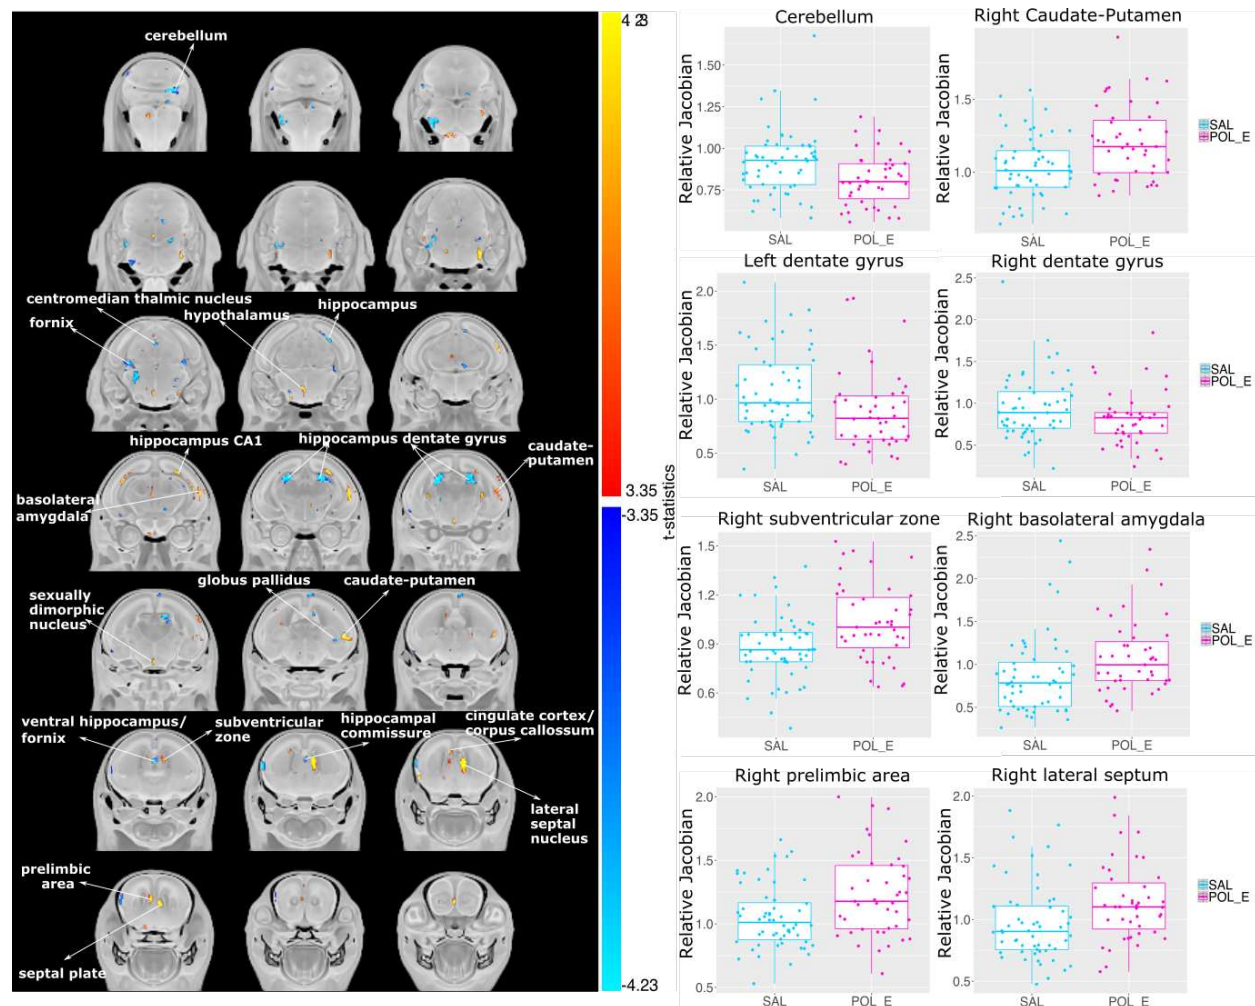 cerebellum
centromedian thalmic nucleus
hypothalamus
hippocampus
fornix
hippocampus CA1
hippocampus dentate gyrus
caudate-
putamen
basolateral
amygdala
globus pallidus
caudate-putamen
sexually
dimorphic
nucleus
ventral hippocampus/
fornix
subventricular
zone
hippocampal
commissure
cingulate cortex/
corpus callossum
lateral
septal
nucleus
prelimbic
area
septal plate
3.35
-3.35
-4.23
t-statistics
Cerebellum
Relative Jacobian
1.50
1.25
1.00
0.75
SAL
POL_E
Right Caudate-Putamen
Relative Jacobian
1.5
1.0
SAL
POL_E
SAL
POL_E
Left dentate gyrus
Relative Jacobian
2.0
1.5
1.0
0.5
SAL
POL_E
Right dentate gyrus
Relative Jacobian
2.5
2.0
1.5
1.0
0.5
SAL
POL_E
SAL
POL_E
Right subventricular zone
Relative Jacobian
1.5
1.2
0.9
0.6
SAL
POL_E
Right basolateral amygdala
Relative Jacobian
2.5
2.0
1.5
1.0
0.5
SAL
POL_E
SAL
POL_E
Right prelimbic area
Relative Jacobian
2.0
1.5
1.0
0.5
SAL
POL_E
Right lateral septum
Relative Jacobian
2.0
1.5
1.0
0.5
SAL
POL_E
SAL
POL_E